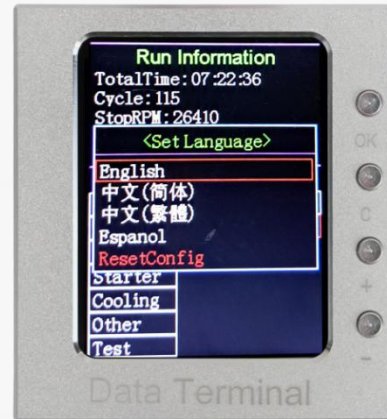 Run Information
TotalTime:07:22:36
Cycle:115
StopRPM:26410
<Set Language>
English
中文(简体)
中文(繁體)
Espanol
ResetConfig
Starter
Cooling
Other
Test
OK
C
+
-
Data Terminal